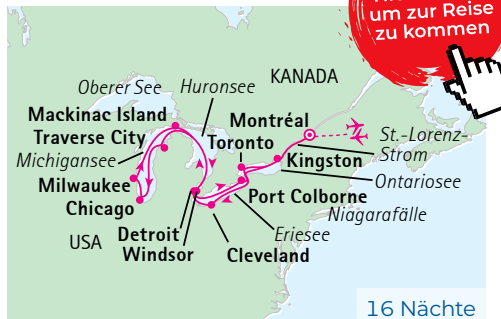 um zur Reise
zu kommen
KANADA
Oberer See
Huronsee
Mackinac Island
Montréal
Traverse City
Toronto
St.-Lorenz-
Strom
Michigansee
Kingston
Ontariosee
Milwaukee
Port Colborne
Chicago
Niagarafälle
USA
Detroit
Eriesee
Windsor
Cleveland
16 Nächte